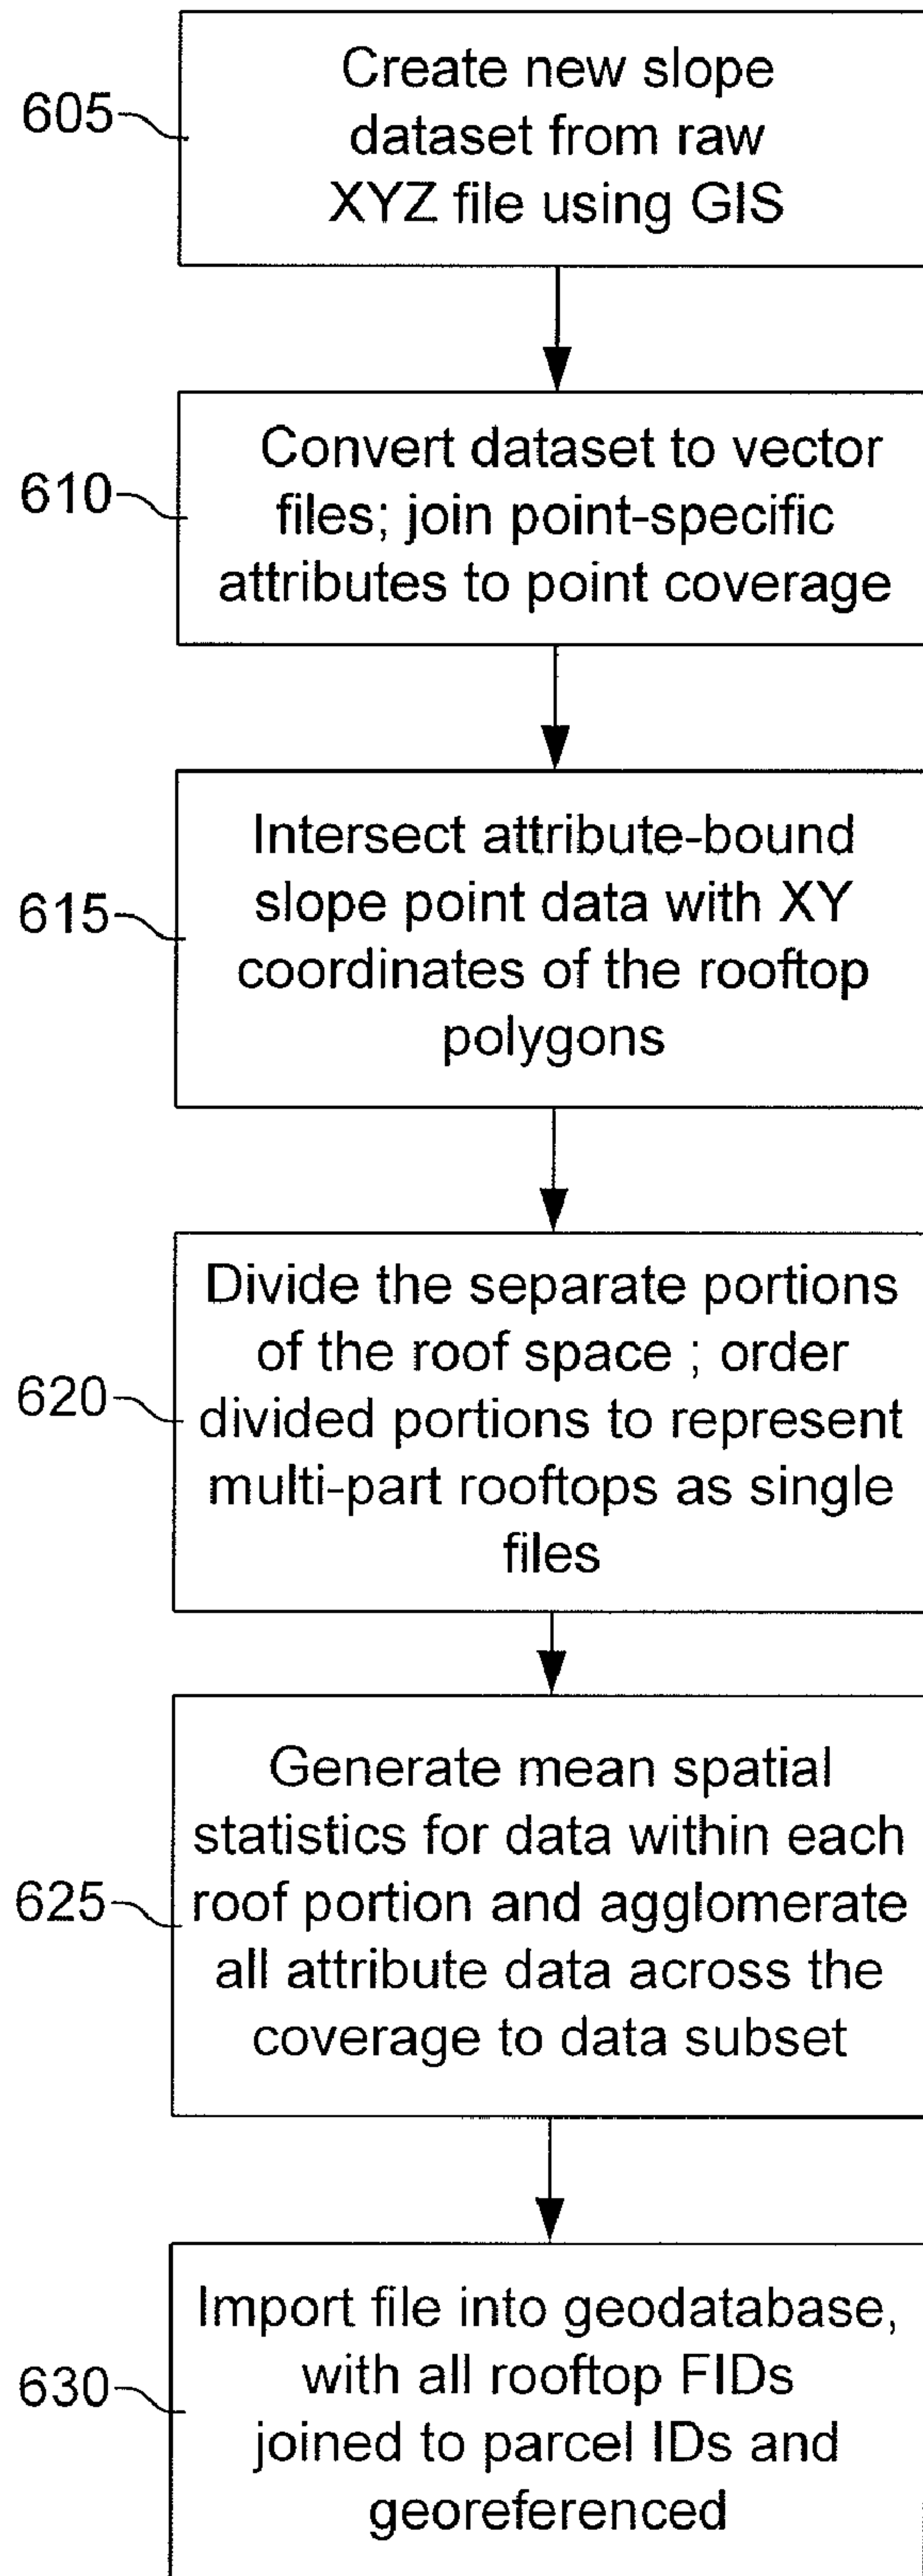 605
Create new slope
dataset from raw
XYZ file using GIS
610
Convert dataset to vector
files; join point-specific
attributes to point coverage
615
Intersect attribute-bound
slope point data with XY
coordinates of the rooftop
polygons
620
Divide the separate portions
of the roof space ; order
divided portions to represent
multi-part rooftops as single
files
625
Generate mean spatial
statistics for data within each
roof portion and agglomerate
all attribute data across the
coverage to data subset
630
Import file into geodatabase,
with all rooftop FIDs
joined to parcel IDs and
georeferenced